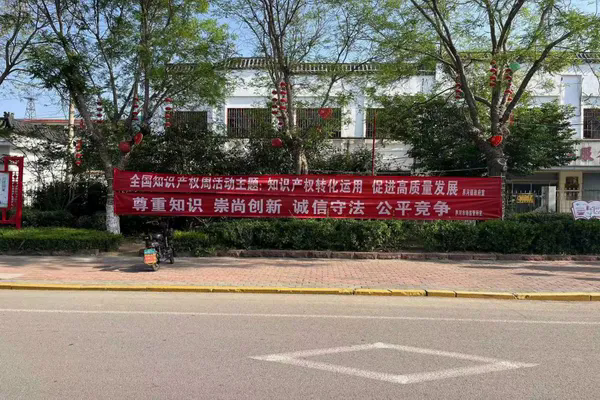 全国知识产权周活动主题：知识产权转化运用 促进高质量发展
尊重知识 崇尚创新 诚信守法 公平竞争